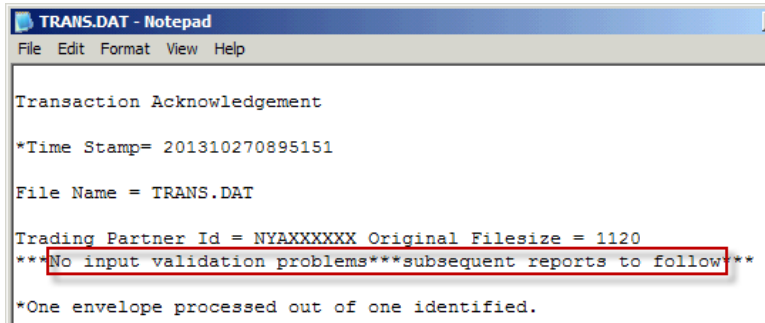 TRANS.DAT - Notepad
File Edit Format View Help
Transaction Acknowledgement
*Time Stamp= 201310270895151
File Name = TRANS.DAT
Trading Partner Id = NYAXXXXXX Original Filesize = 1120
***No input validation problems***subsequent reports to follow***
*One envelope processed out of one identified.